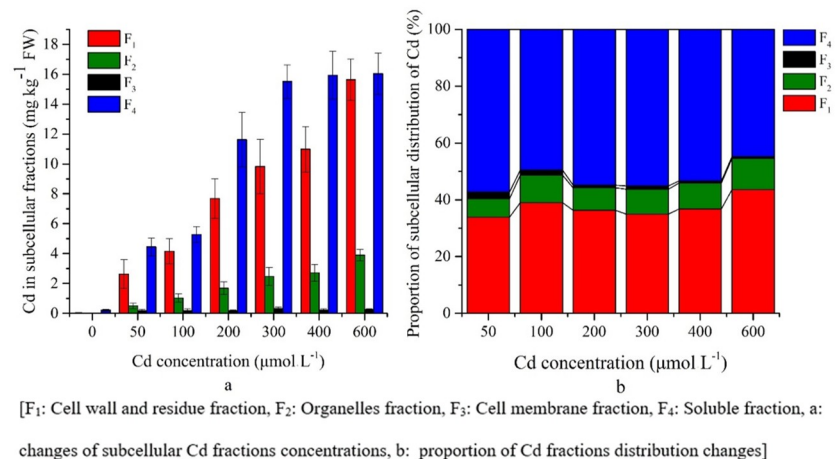 Cd in subcellular fractions (mg kg⁻¹ FW)
18
16
14
12
10
8
6
4
2
0
F₁
F₂
F₃
F₄
0 50 100 200 300 400 600
Cd concentration (μmol L⁻¹)
a
Proportion of subcellular distribution of Cd (%)
100
80
60
40
20
0
50 100 200 300 400 600
Cd concentration (μmol L⁻¹)
b
F₄
F₃
F₂
F₁
[F₁: Cell wall and residue fraction, F₂: Organelles fraction, F₃: Cell membrane fraction, F₄: Soluble fraction, a:
changes of subcellular Cd fractions concentrations, b: proportion of Cd fractions distribution changes]